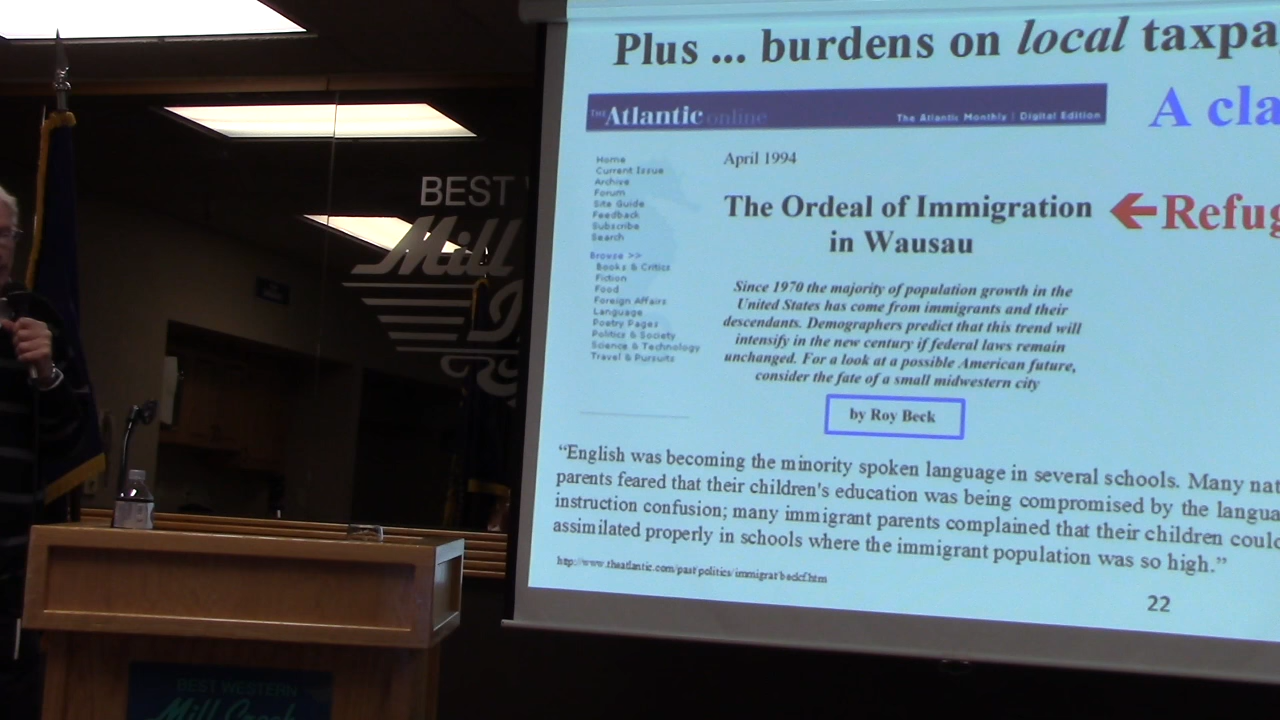 Plus ... burdens on local taxpa
THE Atlantic online
The Atlantic Monthly | Digital Edition
A cla
Home
Current Issue
Archive
Forum
Site Guide
Feedback
Subscribe
Search
Browse >>
Books & Critics
Fiction
Food
Foreign Affairs
Language
Poetry Pages
Politics & Society
Science & Technology
Travel & Pursuits
April 1994
The Ordeal of Immigration
in Wausau
←Refug
Since 1970 the majority of population growth in the
United States has come from immigrants and their
descendants. Demographers predict that this trend will
intensify in the new century if federal laws remain
unchanged. For a look at a possible American future,
consider the fate of a small midwestern city
by Roy Beck
“English was becoming the minority spoken language in several schools. Many nat
parents feared that their children's education was being compromised by the langua
instruction confusion; many immigrant parents complained that their children could
assimilated properly in schools where the immigrant population was so high.”
22
BEST
Mill
BEST WESTERN
Mill Creek